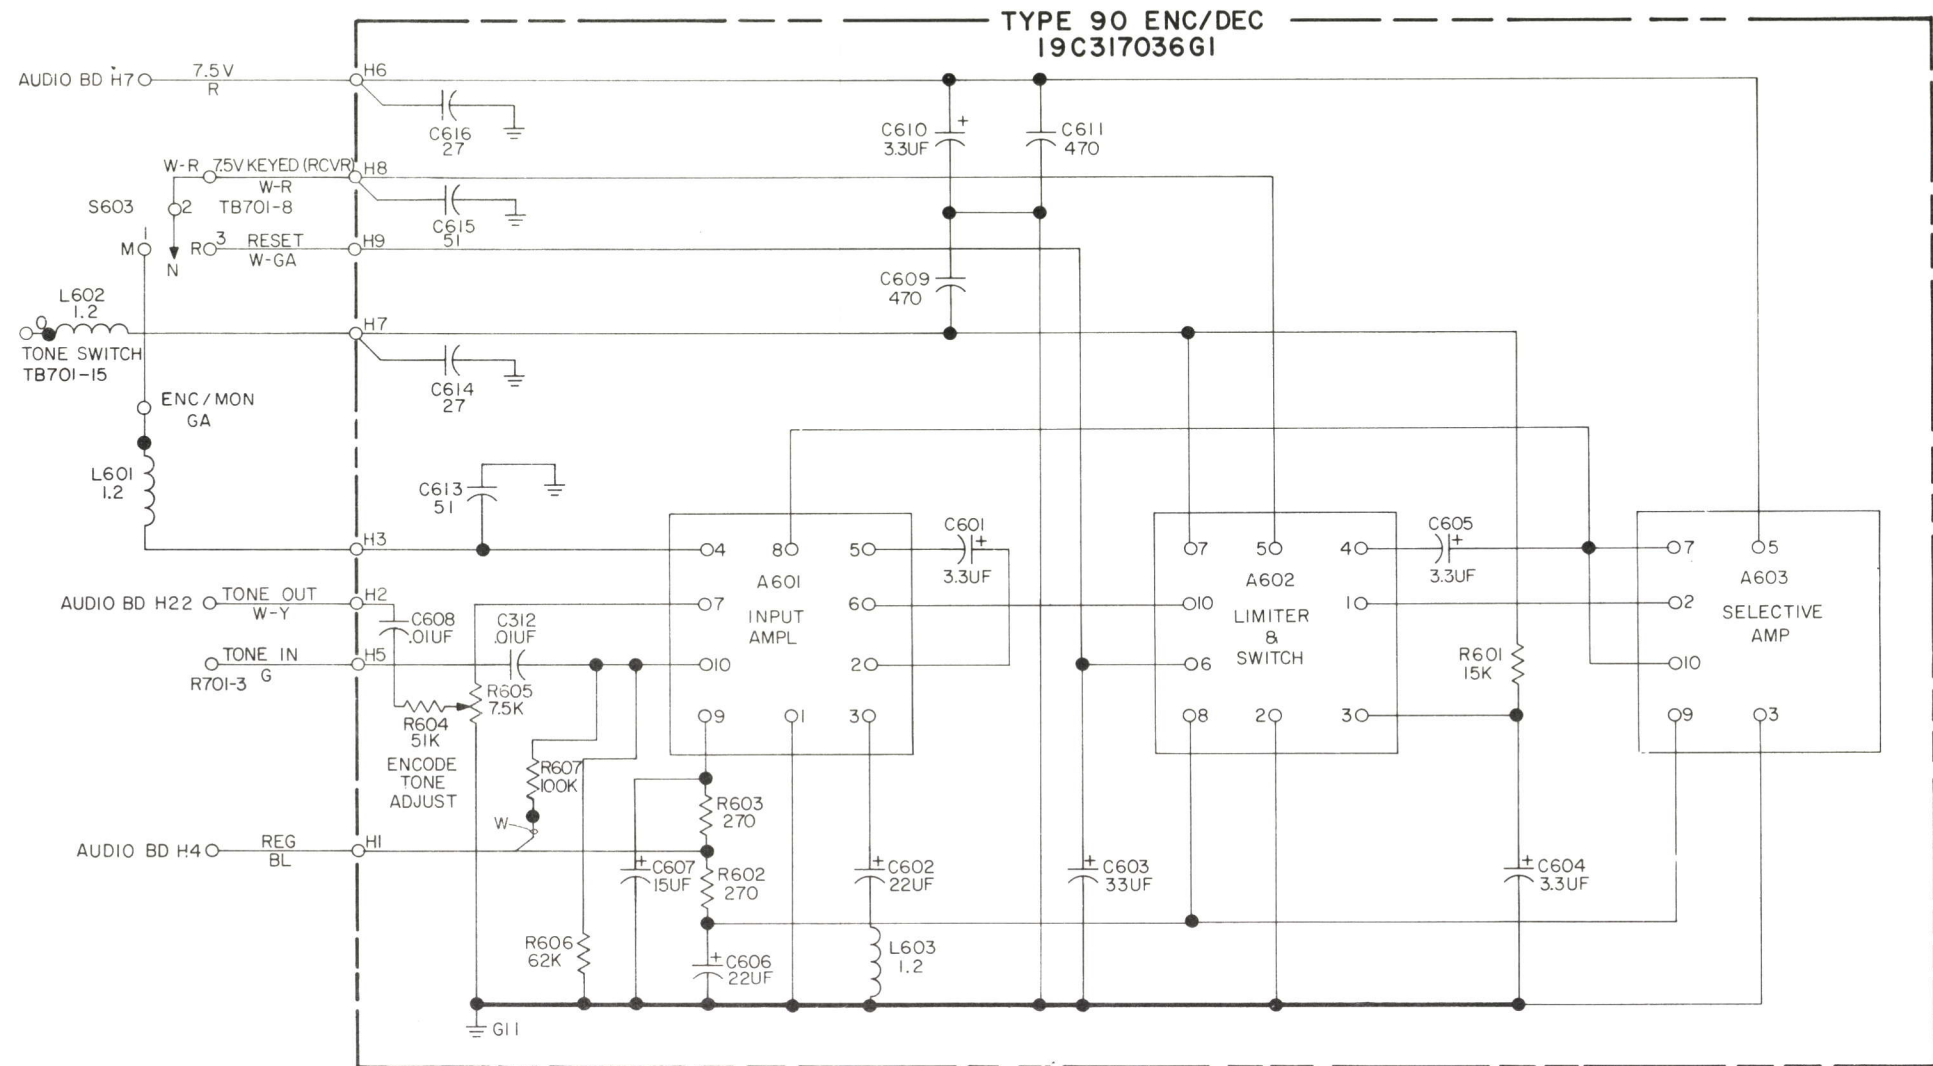 TYPE 90 ENC/DEC
19C317036G1
AUDIO BD H7
7.5V
R
H6
C616
27
C610
3.3UF
+
C611
470
W-R
7.5V KEYED (RCVR)
H8
W-R
S603
2
TB701-8
C615
51
1
M
R
3
RESET
H9
W-GA
N
C609
470
L602
1.2
O
H7
TONE SWITCH
TB701-15
C614
27
ENC/MON
GA
L601
1.2
C613
51
H3
4
8
5
C601
+
3.3UF
7
5
4
C605
+
3.3UF
7
5
A601
A602
A603
AUDIO BD H22
TONE OUT
W-Y
H2
C608
.01UF
C312
.01UF
7
INPUT
AMPL
6
10
LIMITER
&
SWITCH
1
2
SELECTIVE
AMP
TONE IN
G
R701-3
H5
10
2
6
R601
15K
10
R605
7.5K
R604
51K
9
1
3
8
2
3
9
3
ENCODE
TONE
ADJUST
R607
100K
W
R603
270
AUDIO BD H4
REG
BL
H1
+
C607
15UF
R602
270
+
C602
22UF
+
C603
33UF
+
C604
3.3UF
R606
62K
+
C606
22UF
L603
1.2
G11